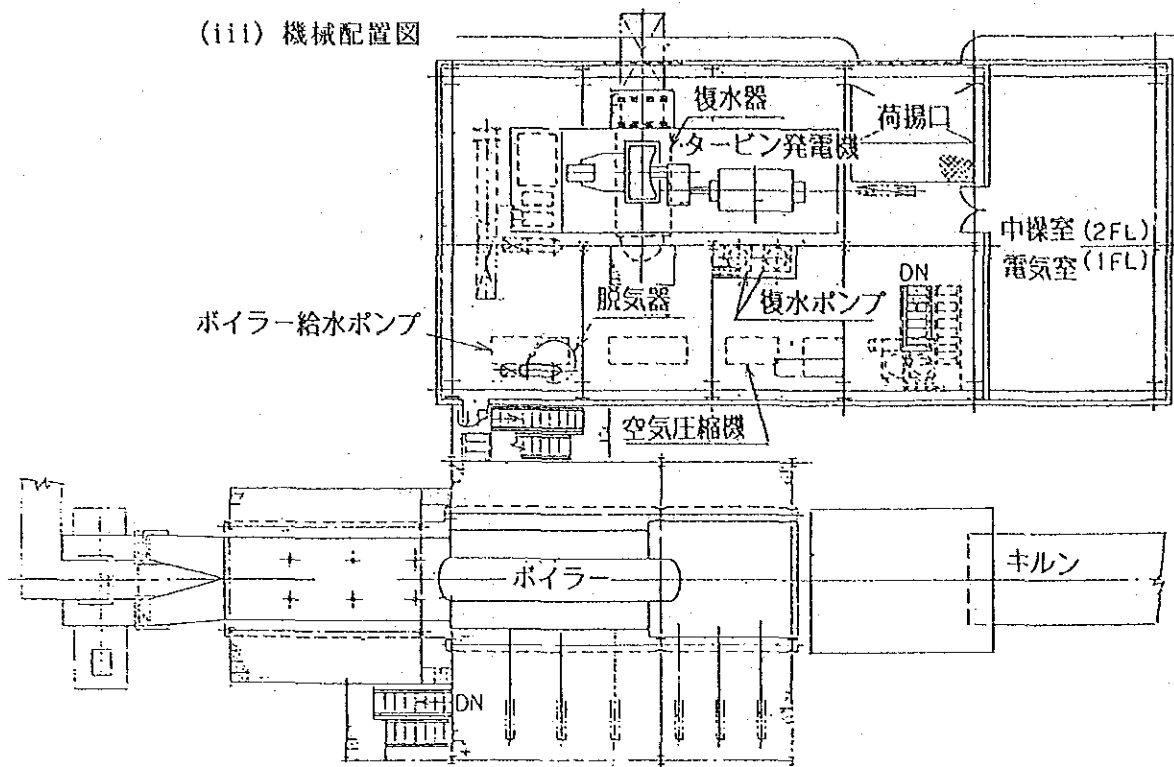 (iii) 機械配置図
復水器
タービン発電機
荷揚口
中操室 (2FL)
電気室 (1FL)
DN
脱気器
復水ポンプ
ボイラー給水ポンプ
空気圧縮機
ボイラー
キルン
DN